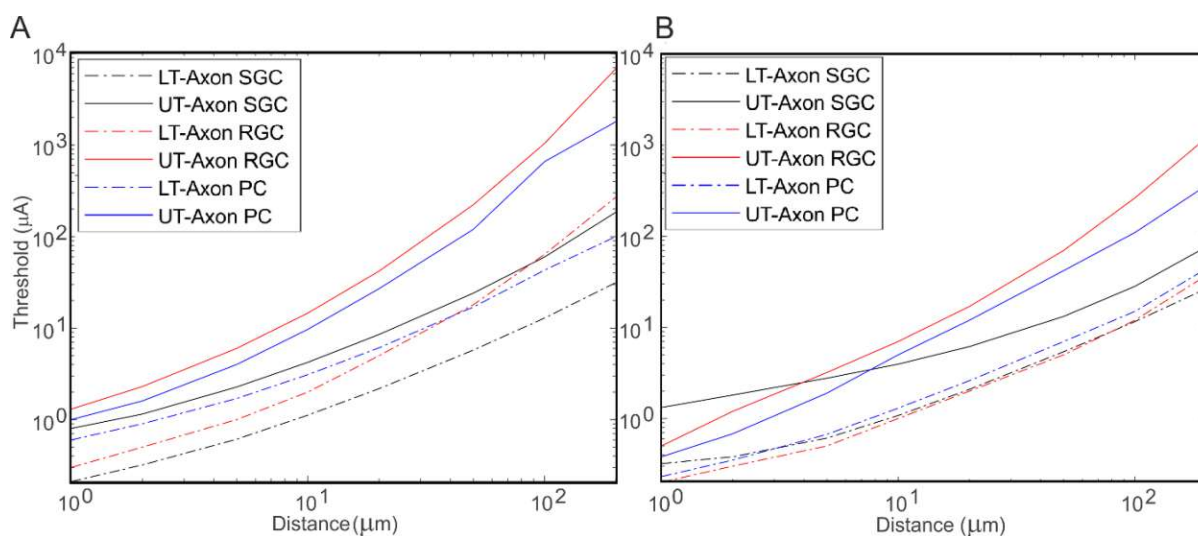 A
10⁴
10³
10²
10¹
10⁰
Threshold (μA)
LT-Axon SGC
UT-Axon SGC
LT-Axon RGC
UT-Axon RGC
LT-Axon PC
UT-Axon PC
10⁰
10¹
10²
Distance (μm)
B
10⁴
10³
10²
10¹
10⁰
LT-Axon SGC
UT-Axon SGC
LT-Axon RGC
UT-Axon RGC
LT-Axon PC
UT-Axon PC
10⁰
10¹
10²
Distance (μm)